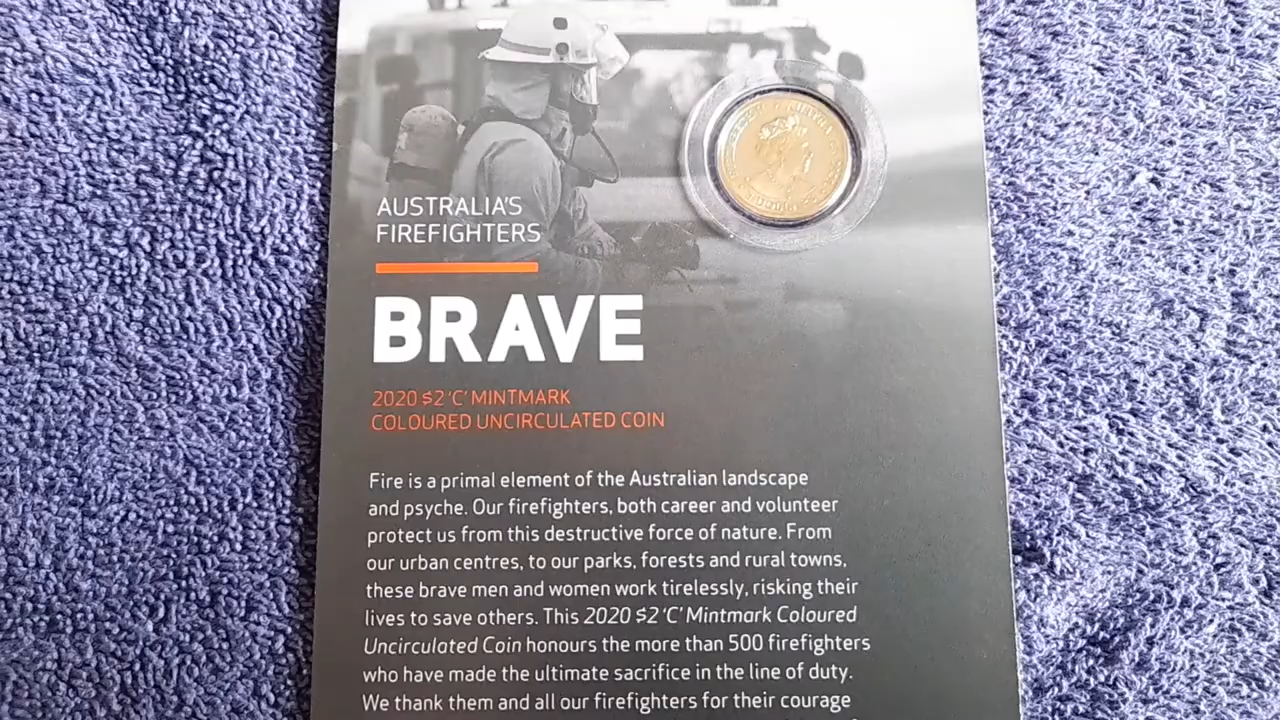 AUSTRALIA'S
FIREFIGHTERS
BRAVE
2020 $2 'C' MINTMARK
COLOURED UNCIRCULATED COIN
Fire is a primal element of the Australian landscape
and psyche. Our firefighters, both career and volunteer
protect us from this destructive force of nature. From
our urban centres, to our parks, forests and rural towns,
these brave men and women work tirelessly, risking their
lives to save others. This 2020 $2 'C' Mintmark Coloured
Uncirculated Coin honours the more than 500 firefighters
who have made the ultimate sacrifice in the line of duty.
We thank them and all our firefighters for their courage